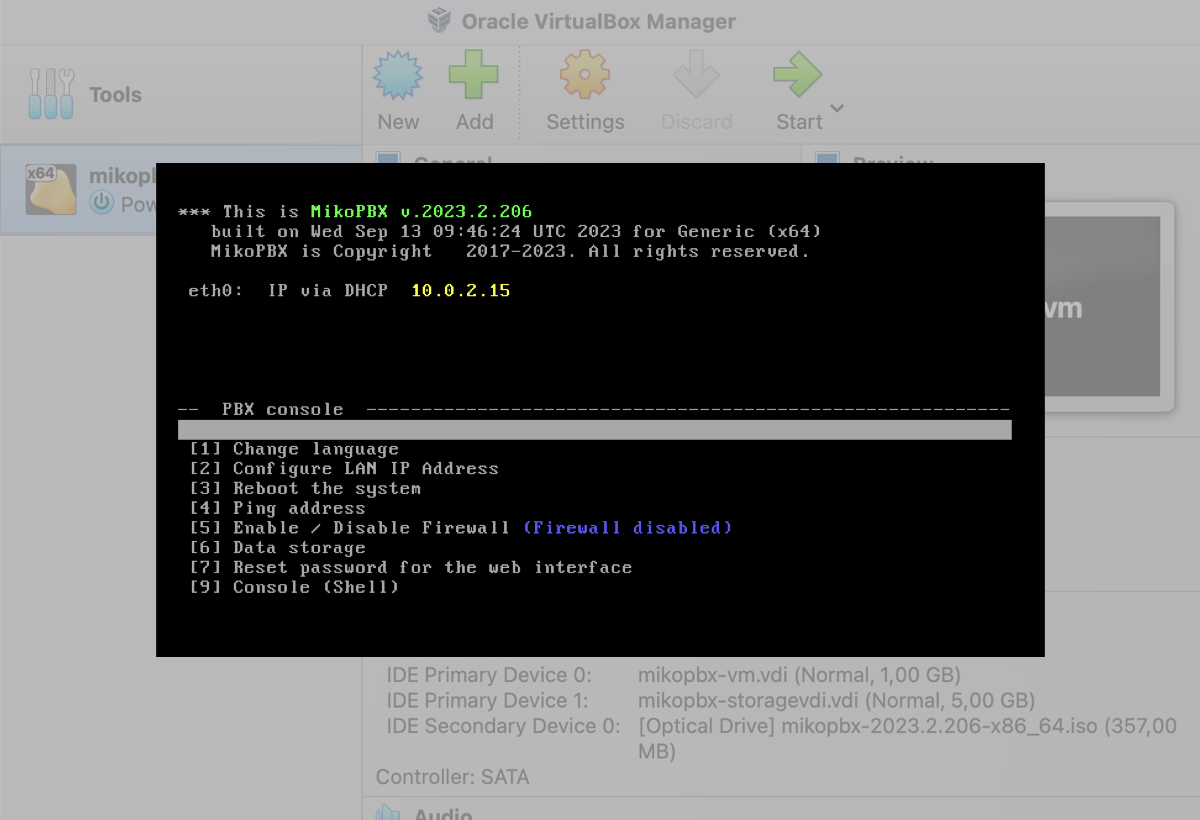 Oracle VirtualBox Manager
Tools
New
Add
Settings
Discard
Start
General
Preview
x64
mikopb
Pow
*** This is MikoPBX v.2023.2.206
built on Wed Sep 13 09:46:24 UTC 2023 for Generic (x64)
MikoPBX is Copyright 2017-2023. All rights reserved.
eth0: IP via DHCP 10.0.2.15
vm
-- PBX console ----------------------------------------------------------
[1] Change language
[2] Configure LAN IP Address
[3] Reboot the system
[4] Ping address
[5] Enable / Disable Firewall (Firewall disabled)
[6] Data storage
[7] Reset password for the web interface
[9] Console (Shell)
IDE Primary Device 0: mikopbx-vm.vdi (Normal, 1,00 GB)
IDE Primary Device 1: mikopbx-storagevdi.vdi (Normal, 5,00 GB)
IDE Secondary Device 0: [Optical Drive] mikopbx-2023.2.206-x86_64.iso (357,00
MB)
Controller: SATA
Audio